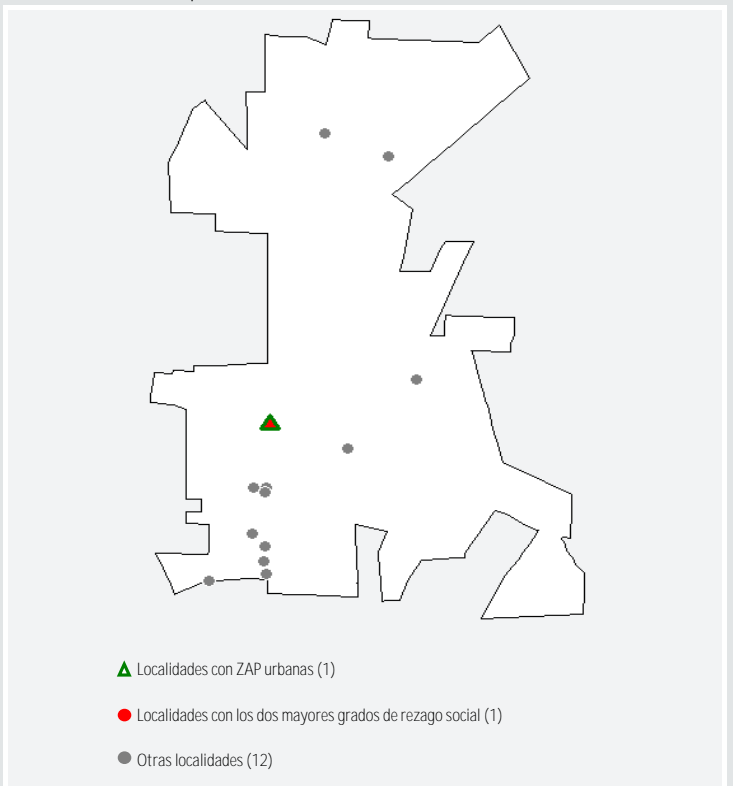 Localidades con ZAP urbanas (1)
Localidades con los dos mayores grados de rezago social (1)
Otras localidades (12)